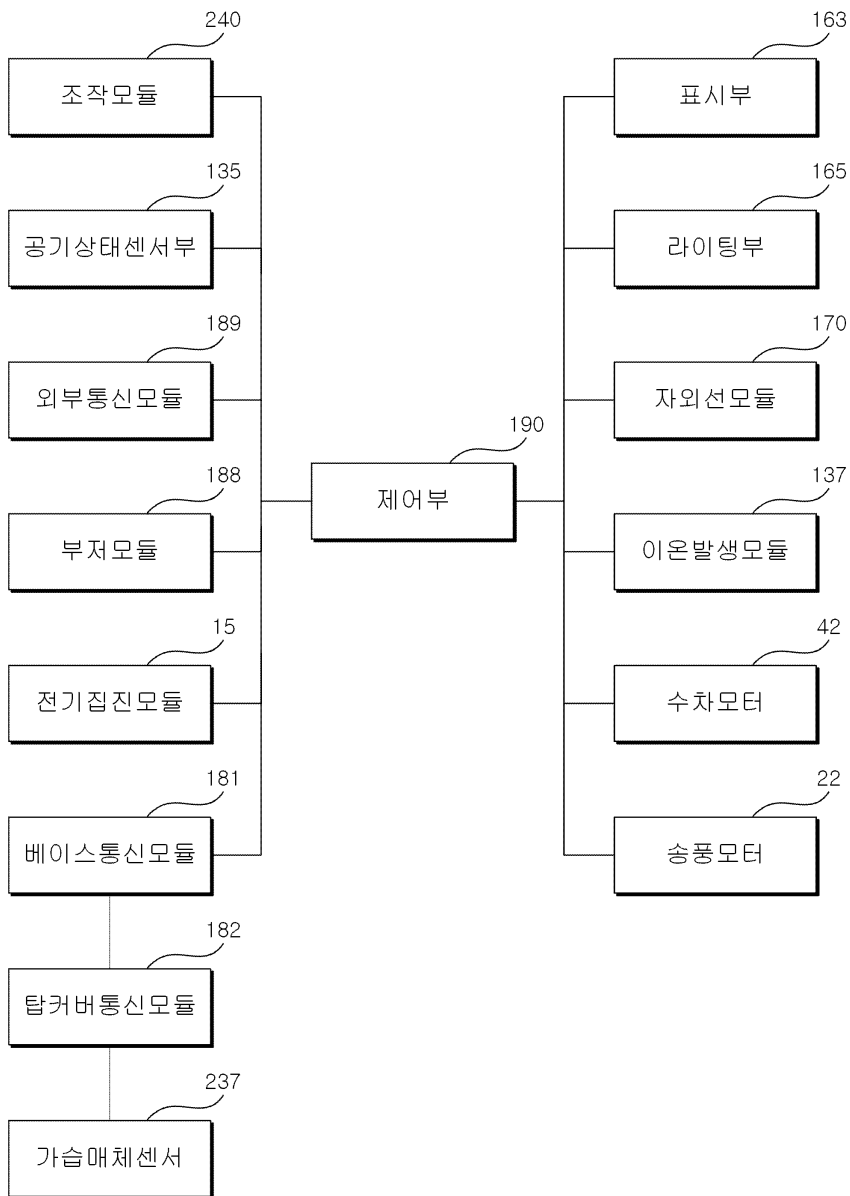 240
조작모듈
163
표시부
135
공기상태센서부
165
라이팅부
189
외부통신모듈
170
자외선모듈
190
제어부
188
부저모듈
137
이온발생모듈
15
전기집진모듈
42
수차모터
181
베이스통신모듈
22
송풍모터
182
탑커버통신모듈
237
가습매체센서